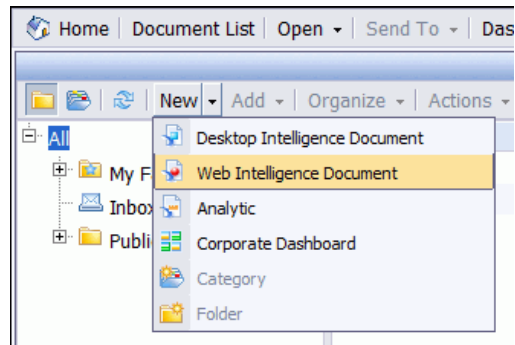 Home | Document List | Open | Send To | Das
New Add Organize Actions
All
My F
Inbox
Publi
Desktop Intelligence Document
Web Intelligence Document
Analytic
Corporate Dashboard
Category
Folder